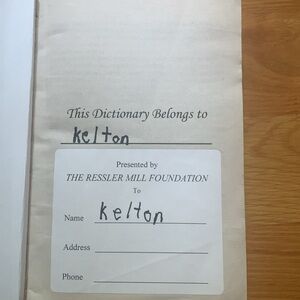 This Dictionary Belongs to
Kelton
Presented by
THE RESSLER MILL FOUNDATION
To
Name Kelton
Address
Phone